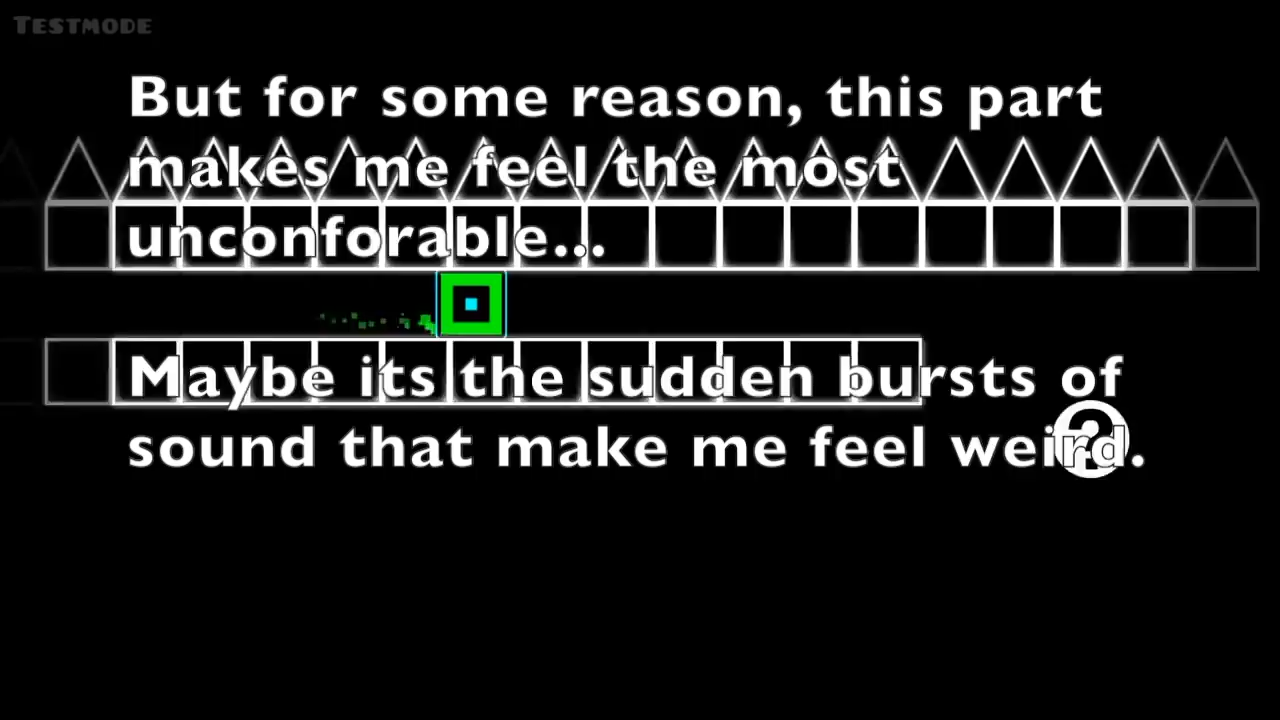 TESTMODE
But for some reason, this part
makes me feel the most
unconforable...
Maybe its the sudden bursts of
sound that make me feel weird.
?